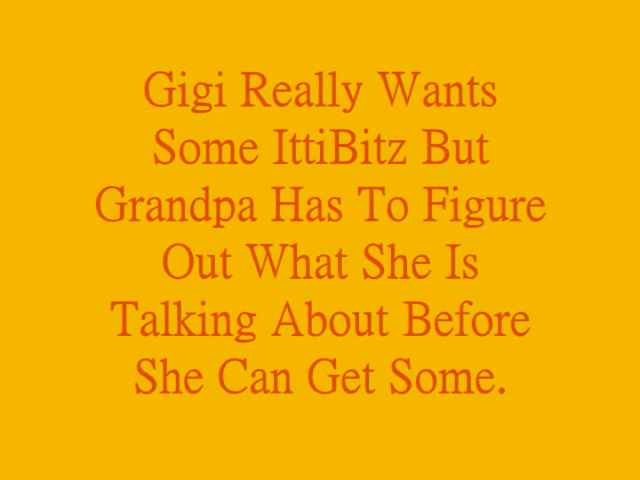 Gigi Really Wants
Some IttiBitz But
Grandpa Has To Figure
Out What She Is
Talking About Before
She Can Get Some.